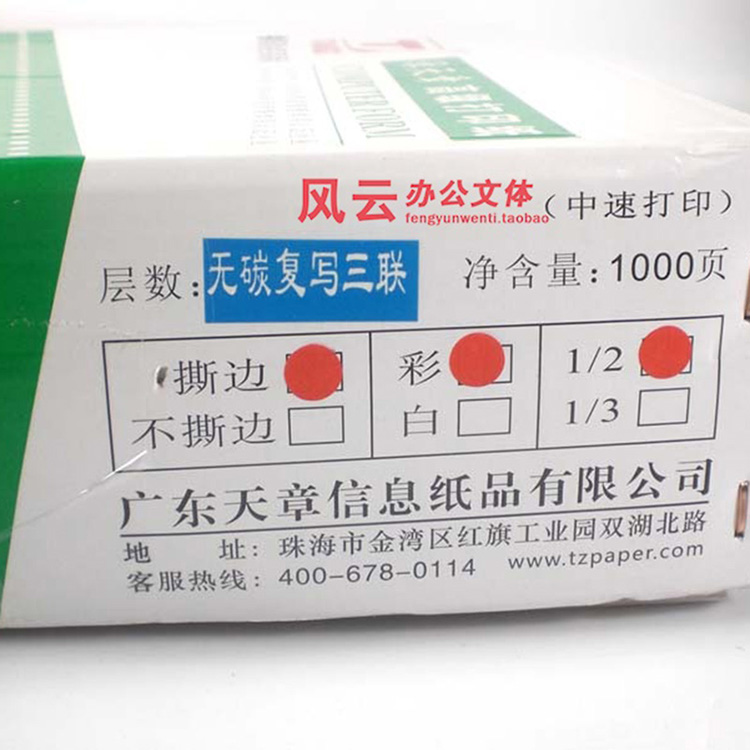 COMPUTER FORM
风云办公文体
fengyunwenti.taobao
（中速打印）
层数：无碳复写三联 净含量：1000页
撕边 彩 1/2
不撕边 白 1/3
广东天章信息纸品有限公司
地 址：珠海市金湾区红旗工业园双湖北路
客服热线：400-678-0114 www.tzpaper.com